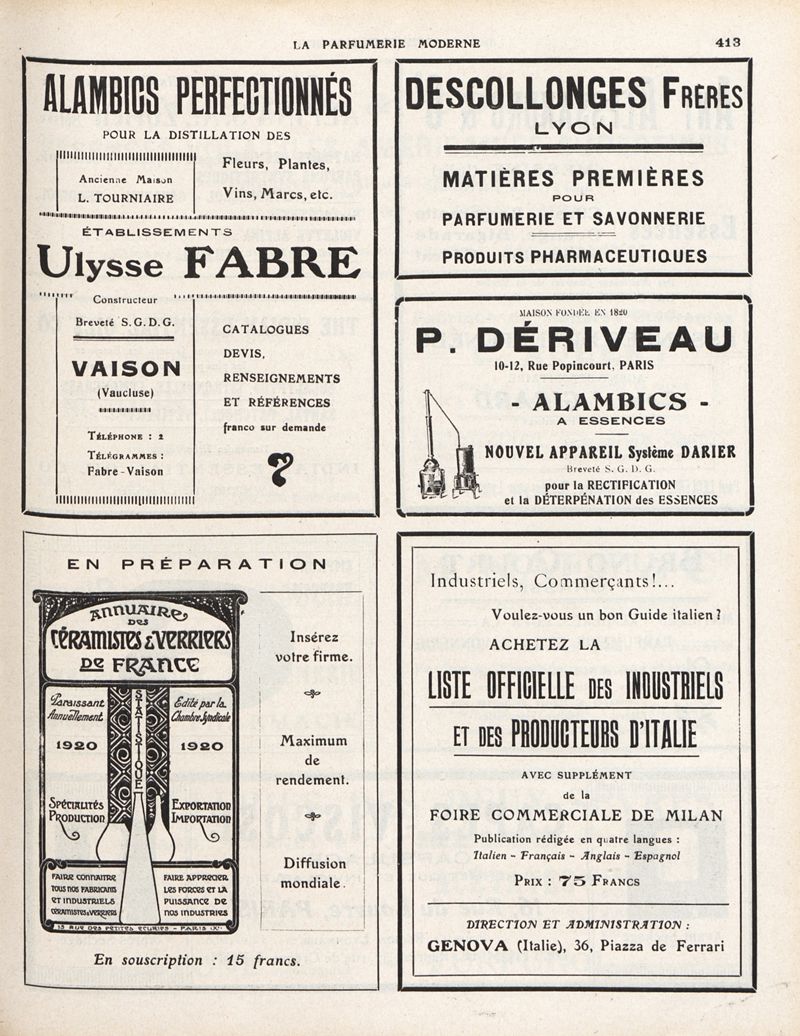 LA PARFUMERIE MODERNE
413
ALAMBICS PERFECTIONNÉS
POUR LA DISTILLATION DES
Ancienne Maison
L. TOURNIAIRE
Fleurs, Plantes,
Vins, Marcs, etc.
ÉTABLISSEMENTS
Ulysse FABRE
Constructeur
Breveté S. G. D. G.
VAISON
(Vaucluse)
TÉLÉPHONE : 2
TÉLÉGRAMMES :
Fabre-Vaison
CATALOGUES
DEVIS,
RENSEIGNEMENTS
ET RÉFÉRENCES
franco sur demande
?
DESCOLLONGES FRÈRES
LYON
MATIÈRES PREMIÈRES
POUR
PARFUMERIE ET SAVONNERIE
PRODUITS PHARMACEUTIQUES
MAISON FONDÉE EN 1820
P. DÉRIVEAU
10-12, Rue Popincourt, PARIS
- ALAMBICS -
A ESSENCES
NOUVEL APPAREIL Système DARIER
Breveté S. G. D. G.
pour la RECTIFICATION
et la DÉTERPÉNATION des ESSENCES
EN PRÉPARATION
ANNUAIRE
DES
CÉRAMISTES & VERRIERS
DE FRANCE
Paraissant
Annuellement
1920
STATISTIQUE
Edité par la
Chambre Syndicale
1920
SPÉCIALITÉS
PRODUCTION
EXPORTATION
IMPORTATION
FAIRE CONNAITRE
TOUS NOS FABRICANTS
ET INDUSTRIELS
CÉRAMISTES & VERRIERS
FAIRE APPRÉCIER
LES FORCES ET LA
PUISSANCE DE
NOS INDUSTRIES
13 RUE DES PETITES ECURIES - PARIS (X)
Insérez
votre firme.
Maximum
de
rendement.
Diffusion
mondiale.
En souscription : 15 francs.
Industriels, Commerçants!...
Voulez-vous un bon Guide italien ?
ACHETEZ LA
LISTE OFFICIELLE DES INDUSTRIELS
ET DES PRODUCTEURS D'ITALIE
AVEC SUPPLÉMENT
de la
FOIRE COMMERCIALE DE MILAN
Publication rédigée en quatre langues :
Italien - Français - Anglais - Espagnol
PRIX : 75 FRANCS
DIRECTION ET ADMINISTRATION :
GENOVA (Italie), 36, Piazza de Ferrari